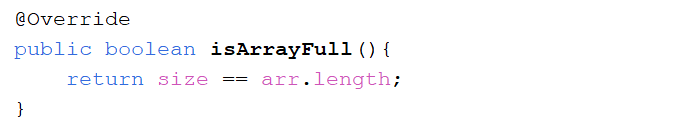 @Override
public boolean isArrayFull(){
    return size == arr.length;
}